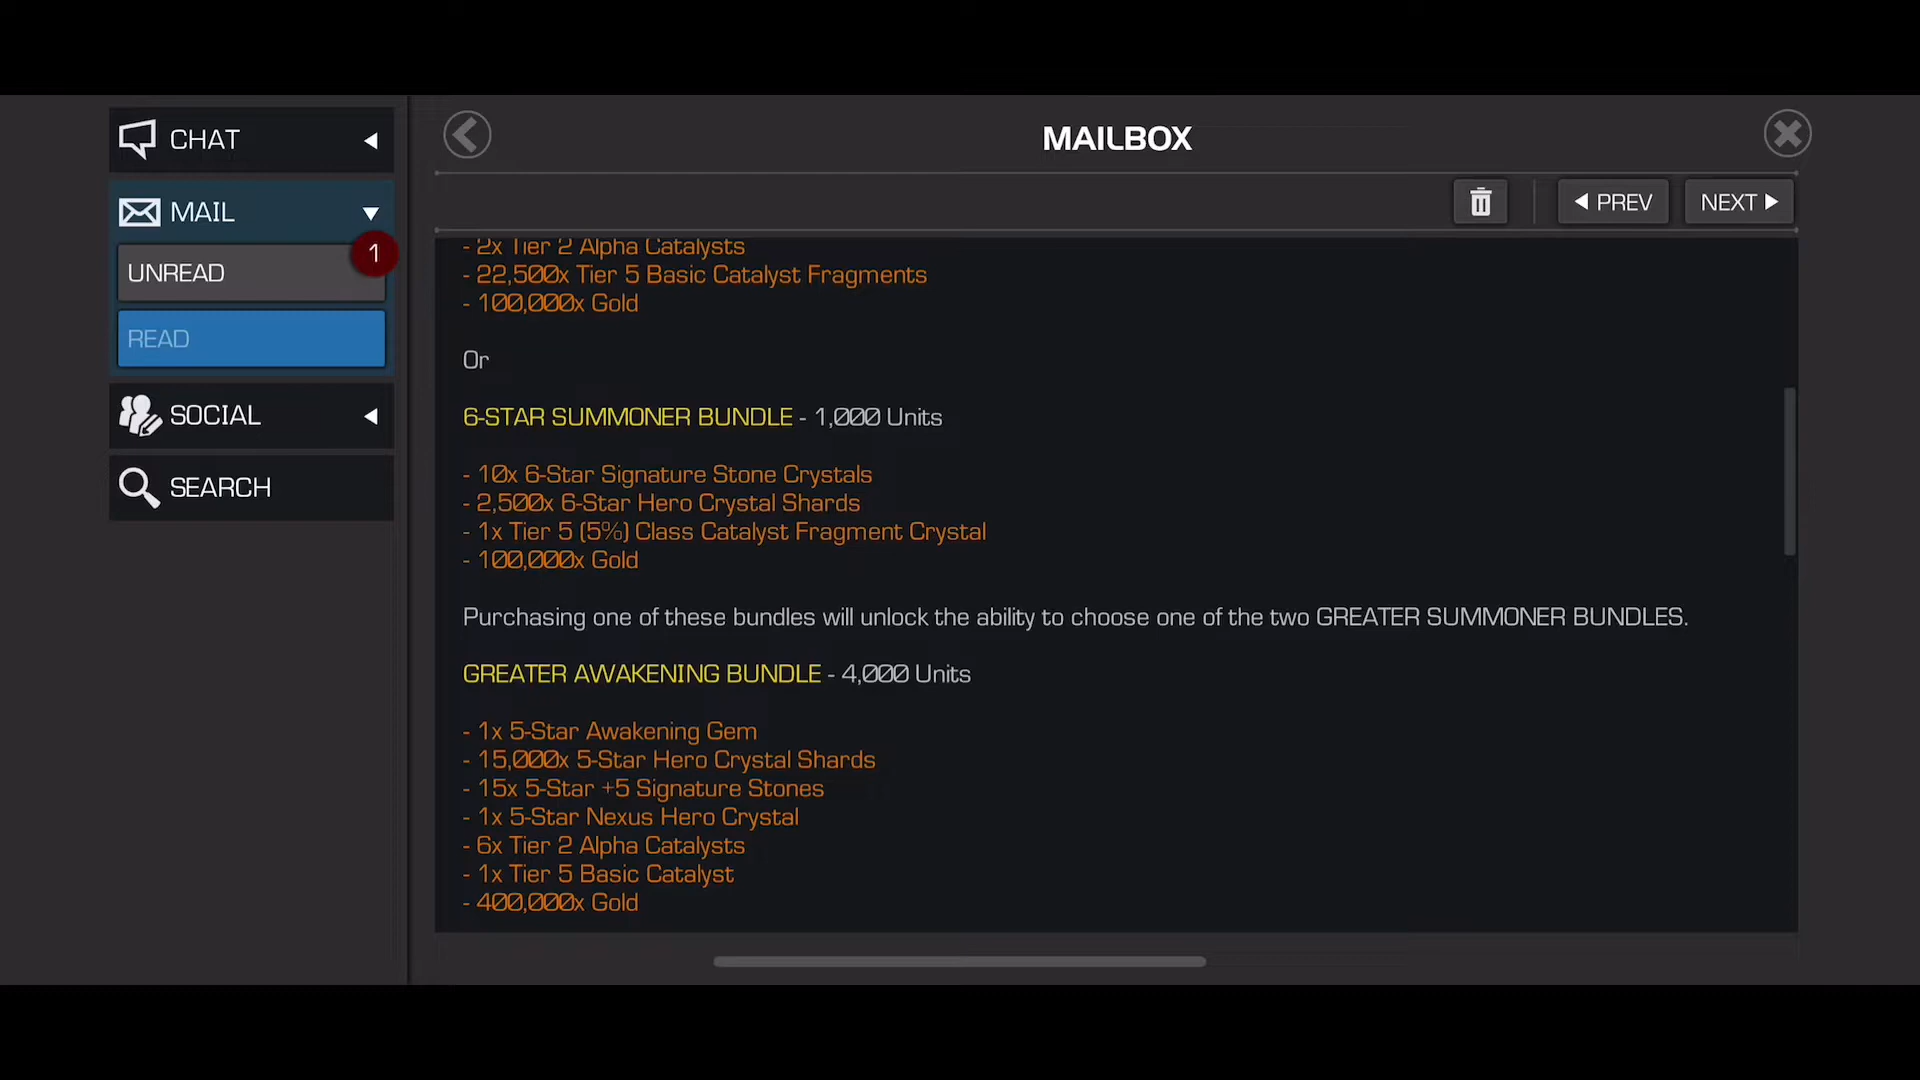 CHAT
MAIL
1
UNREAD
READ
SOCIAL
SEARCH
MAILBOX
PREV
NEXT
- 2x Tier 2 Alpha Catalysts
- 22,500x Tier 5 Basic Catalyst Fragments
- 100,000x Gold
Or
6-STAR SUMMONER BUNDLE - 1,000 Units
- 10x 6-Star Signature Stone Crystals
- 2,500x 6-Star Hero Crystal Shards
- 1x Tier 5 (5%) Class Catalyst Fragment Crystal
- 100,000x Gold
Purchasing one of these bundles will unlock the ability to choose one of the two GREATER SUMMONER BUNDLES.
GREATER AWAKENING BUNDLE - 4,000 Units
- 1x 5-Star Awakening Gem
- 15,000x 5-Star Hero Crystal Shards
- 15x 5-Star +5 Signature Stones
- 1x 5-Star Nexus Hero Crystal
- 6x Tier 2 Alpha Catalysts
- 1x Tier 5 Basic Catalyst
- 400,000x Gold